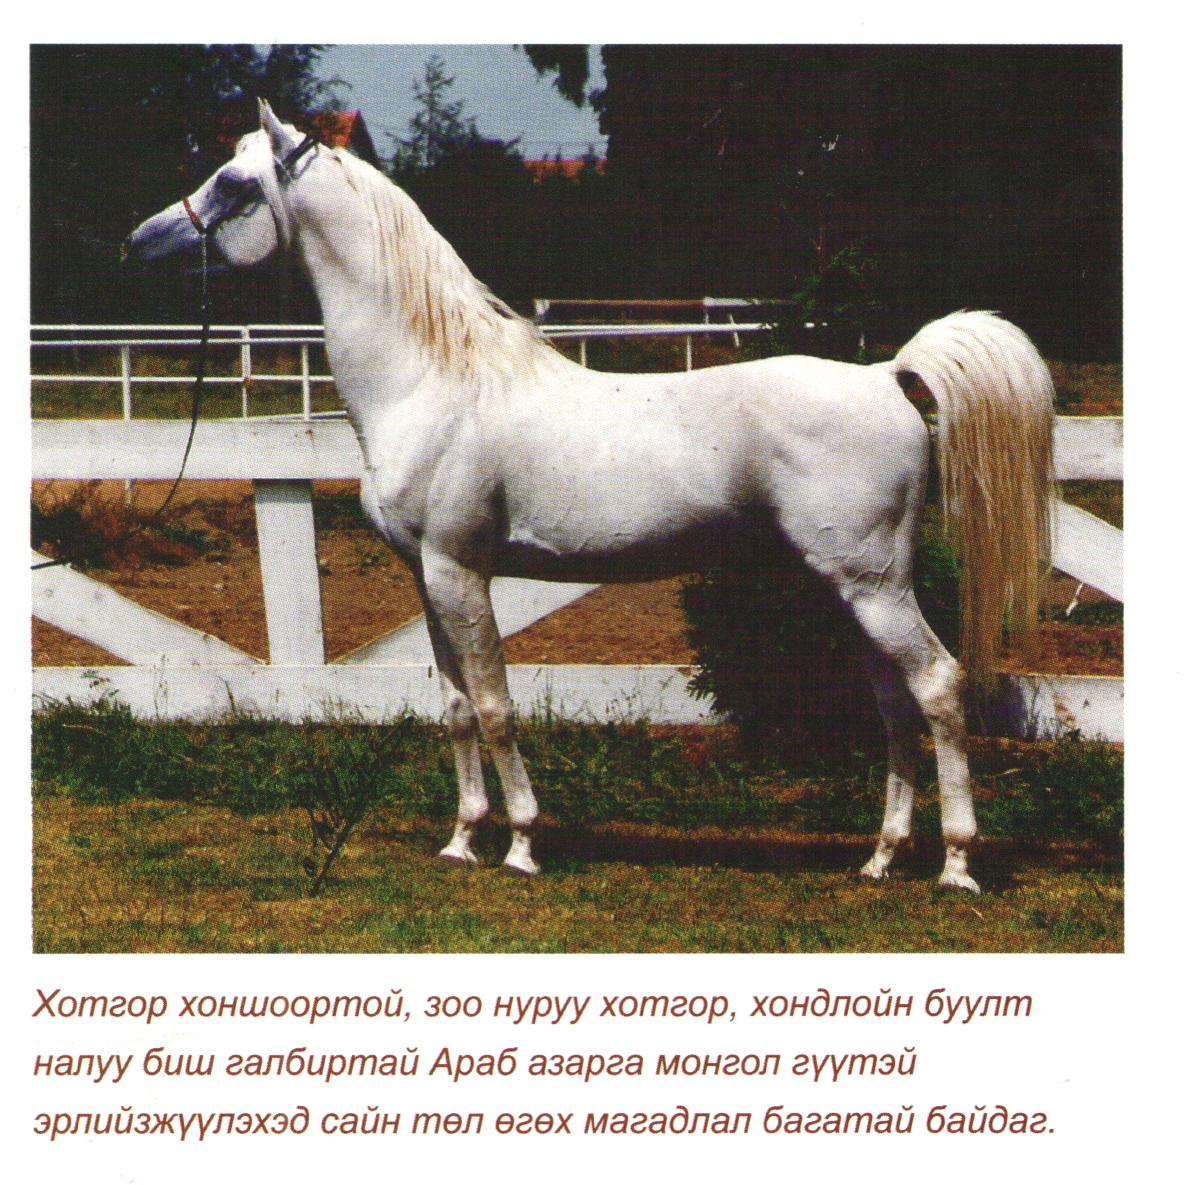 Хотгор хоншоортой, зоо нуруу хотгор, хондлойн буулт
налуу биш галбиртай Араб азарга монгол гүүтэй
эрлийзжүүлэхэд сайн төл өгөх магадлал багатай байдаг.